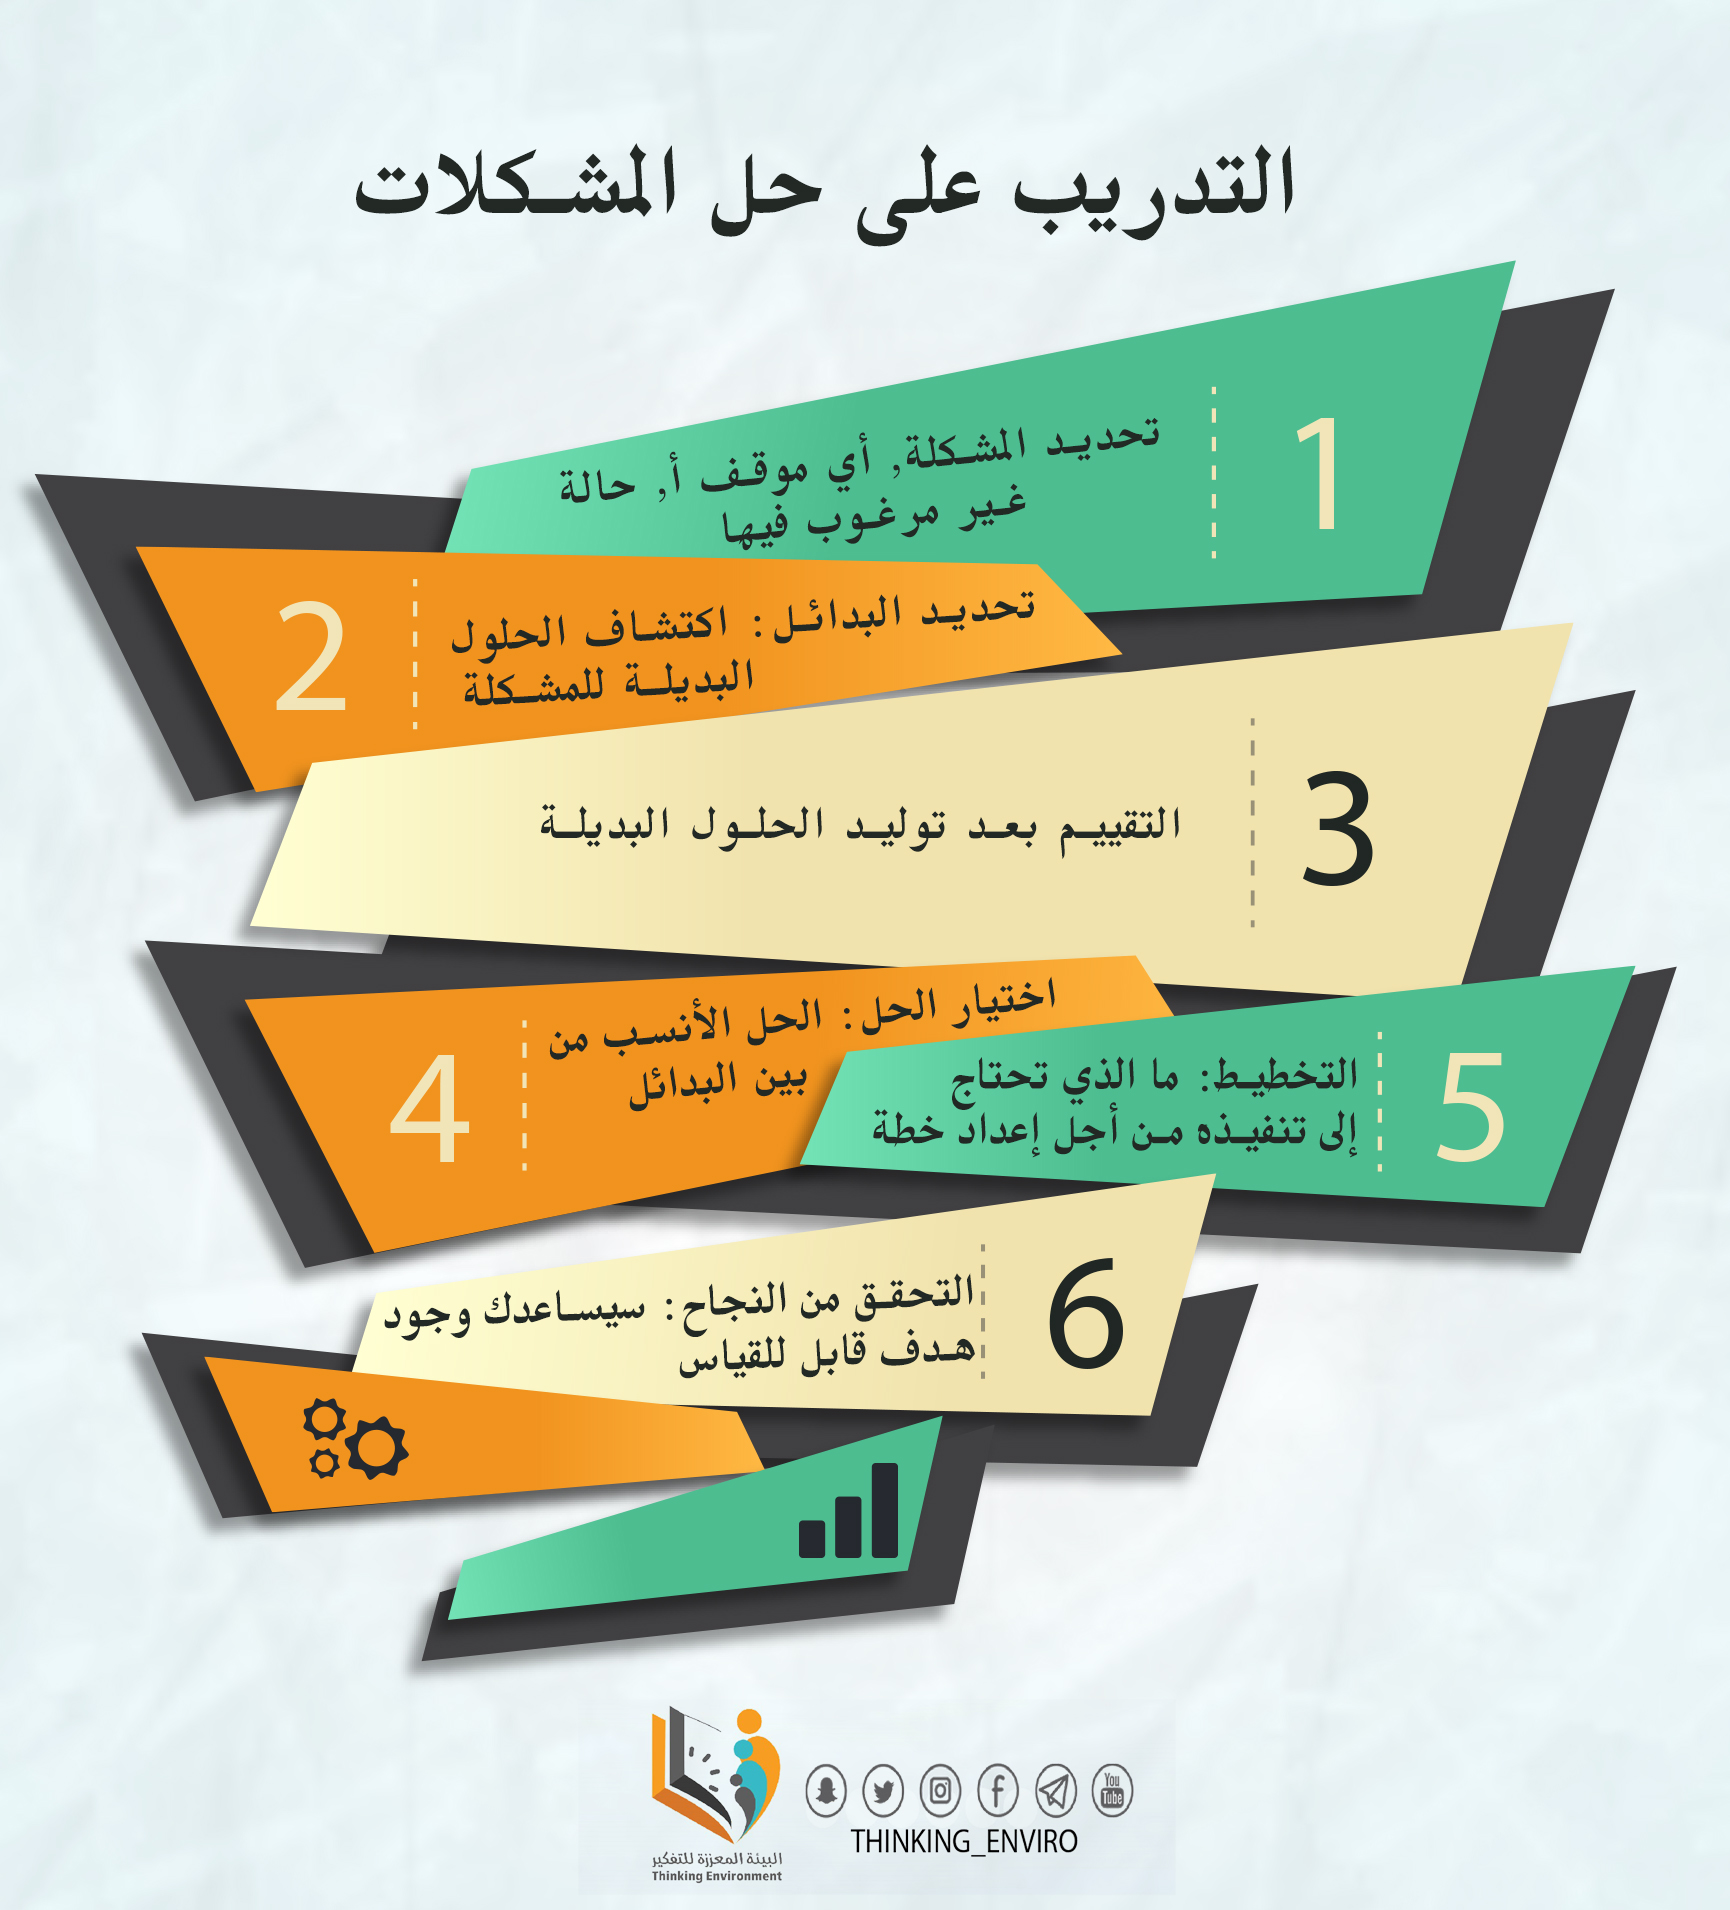 التدريب على حل المشكلات
1
تحديد المشكلة, أي موقف أ, حالة
غير مرغوب فيها
2
تحديد البدائل: اكتشاف الحلول
البديلة للمشكلة
3
التقييم بعد توليد الحلول البديلة
4
اختيار الحل: الحل الأنسب من
بين البدائل
5
التخطيط: ما الذي تحتاج
إلى تنفيذه من أجل إعداد خطة
6
التحقق من النجاح: سيساعدك وجود
هدف قابل للقياس
You
Tube
THINKING_ENVIRO
البيئة المعززة للتفكير
Thinking Environment